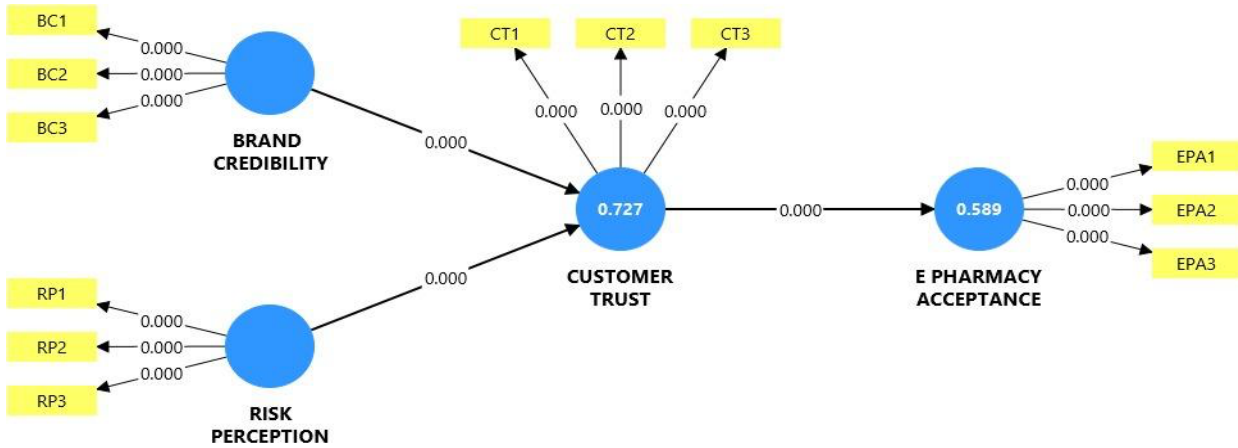 BC1
0.000
BC2
0.000
BC3
0.000
BRAND
CREDIBILITY
CT1
CT2
CT3
0.000
0.000
0.000
0.000
0.727
CUSTOMER
TRUST
0.000
0.589
E PHARMACY
ACCEPTANCE
EPA1
0.000
EPA2
0.000
EPA3
0.000
0.000
RP1
0.000
RP2
0.000
RP3
0.000
RISK
PERCEPTION